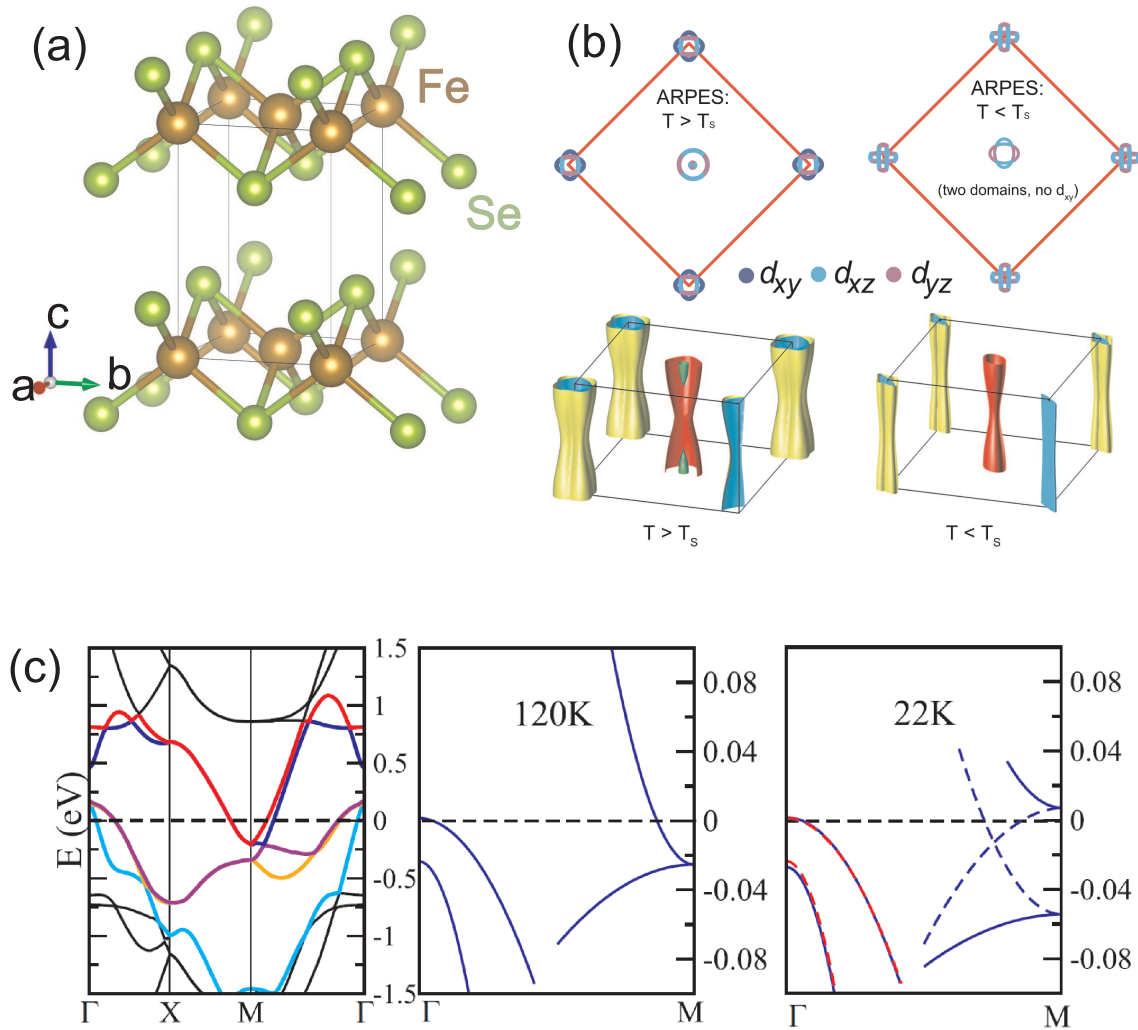 (a)
Fe
Se
c
a
b
(b)
ARPES:
T > Ts
ARPES:
T < Ts
(two domains, no dxy)
dxy dxz dyz
T > Ts
T < Ts
(c)
E (eV)
1.5
1
0.5
0
-0.5
-1
-1.5
Γ X M Γ
120K
0.08
0.04
0
-0.04
-0.08
Γ M
22K
0.08
0.04
0
-0.04
-0.08
Γ M